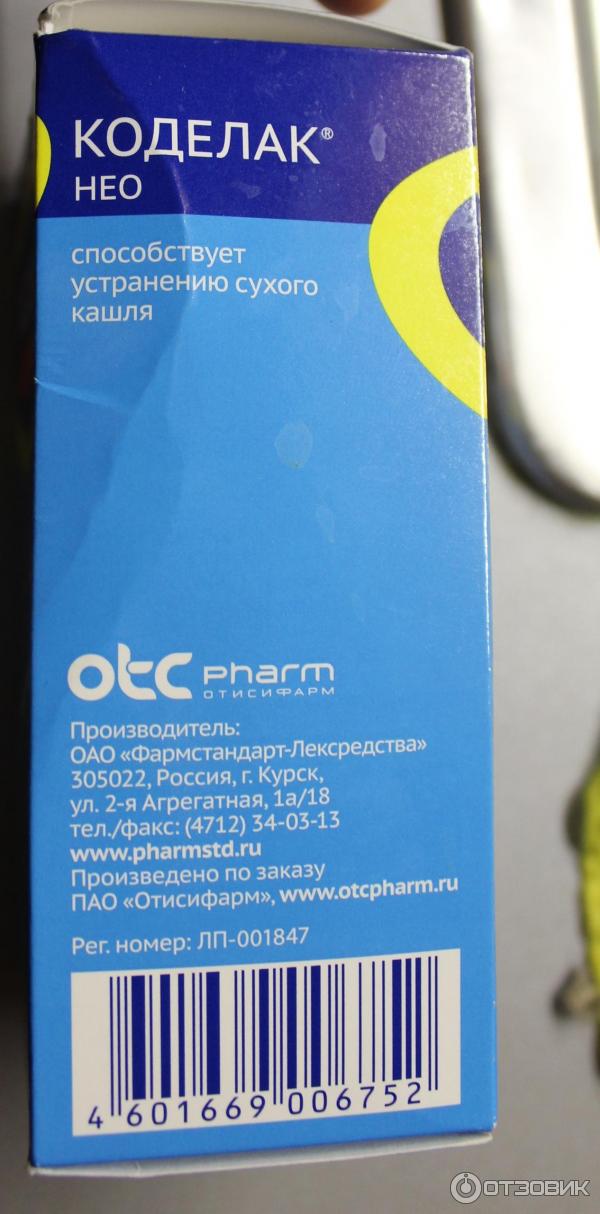 КОДЕЛАК®
НЕО
способствует
устранению сухого
кашля
otc pharm
ОТИСИФАРМ
Производитель:
ОАО «Фармстандарт-Лексредства»
305022, Россия, г. Курск,
ул. 2-я Агрегатная, 1а/18
тел./факс: (4712) 34-03-13
www.pharmstd.ru
Произведено по заказу
ПАО «Отисифарм», www.otcpharm.ru
Рег. номер: ЛП-001847
4 601669 006752
ОТЗОВИК